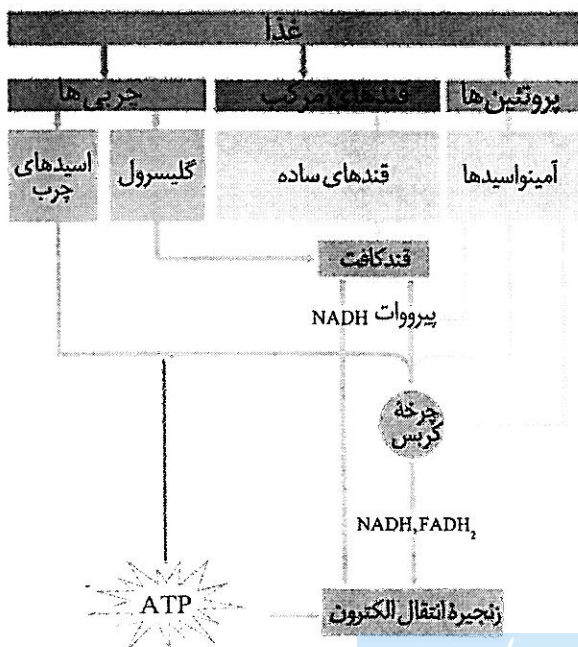 غذا
پروتئین‌ها
قندهای مرکب
چربی‌ها
آمینواسیدها
قندهای ساده
گلیسرول
اسیدهای
چرب
قندکافت
پیرووات NADH
چرخهٔ
کربس
NADH, FADH₂
زنجیرهٔ انتقال الکترون
ATP